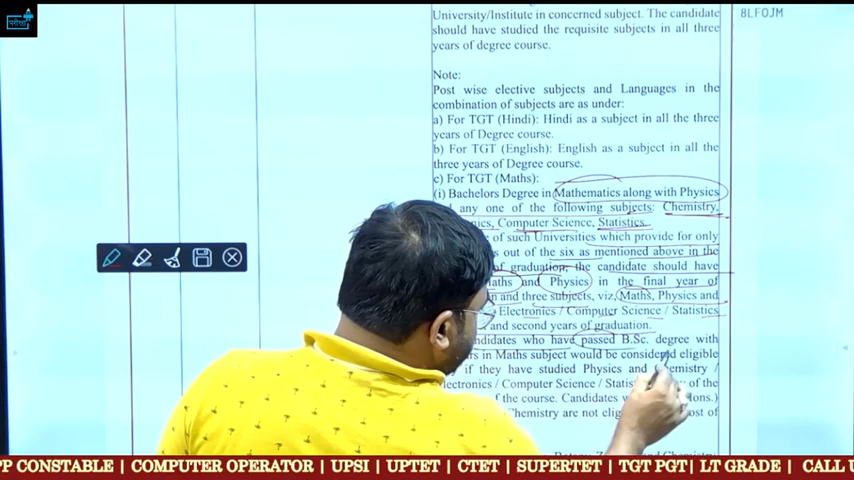 परीक्षा
University/Institute in concerned subject. The candidate
should have studied the requisite subjects in all three
years of degree course.
8LFOJM
Note:
Post wise elective subjects and Languages in the
combination of subjects are as under:
a) For TGT (Hindi): Hindi as a subject in all the three
years of Degree course.
b) For TGT (English): English as a subject in all the
three years of Degree course.
c) For TGT (Maths):
(i) Bachelors Degree in Mathematics along with Physics
any one of the following subjects: Chemistry,
Computer Science, Statistics.
of such Universities which provide for only
out of the six as mentioned above in the
of graduation, the candidate should have
and Physics in the final year of
and three subjects, viz, Maths, Physics and
Electronics / Computer Science / Statistics
and second years of graduation.
have passed B.Sc. degree with
in Maths subject would be considered eligible
if they have studied Physics and
/ Computer Science /
of the
of the course. Candidates
Chemistry are not
of
PP CONSTABLE | COMPUTER OPERATOR | UPSI | UPTET | CTET | SUPERTET | TGT PGT| LT GRADE | CALL U